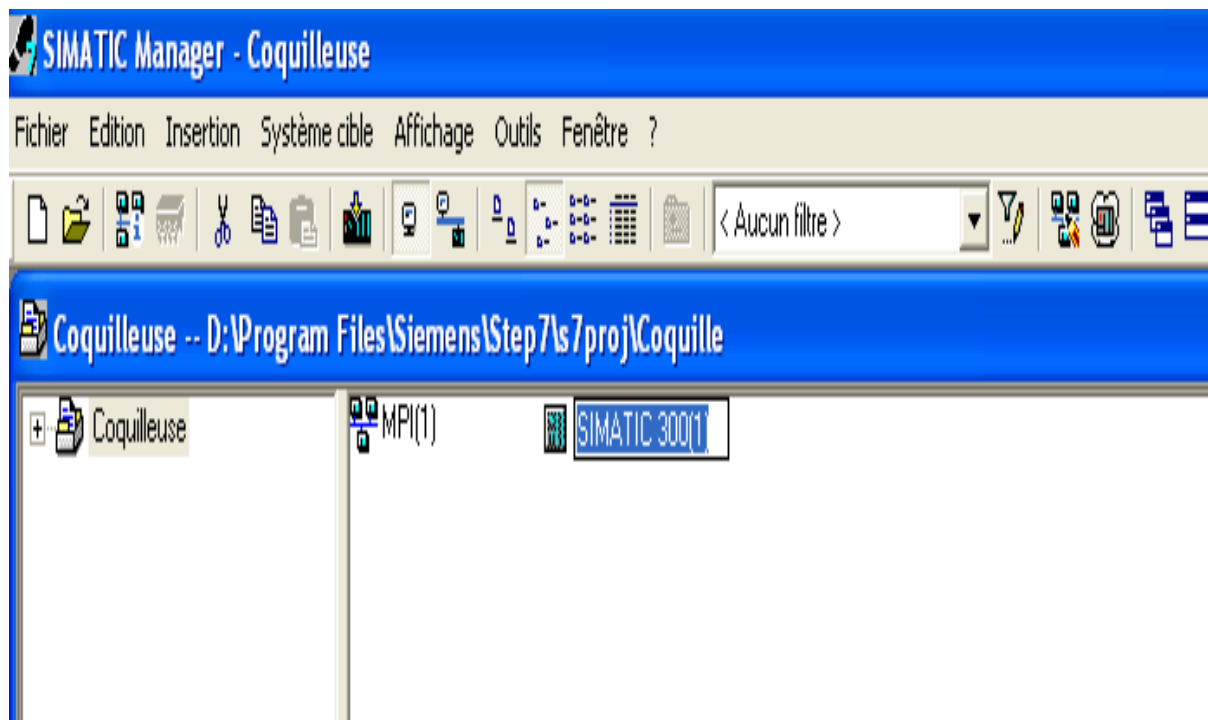 SIMATIC Manager - Coquilleuse
Fichier Edition Insertion Système cible Affichage Outils Fenêtre ?
< Aucun filtre >
Coquilleuse -- D:\Program Files\Siemens\Step7\s7proj\Coquille
Coquilleuse MPI(1) SIMATIC 300(1)